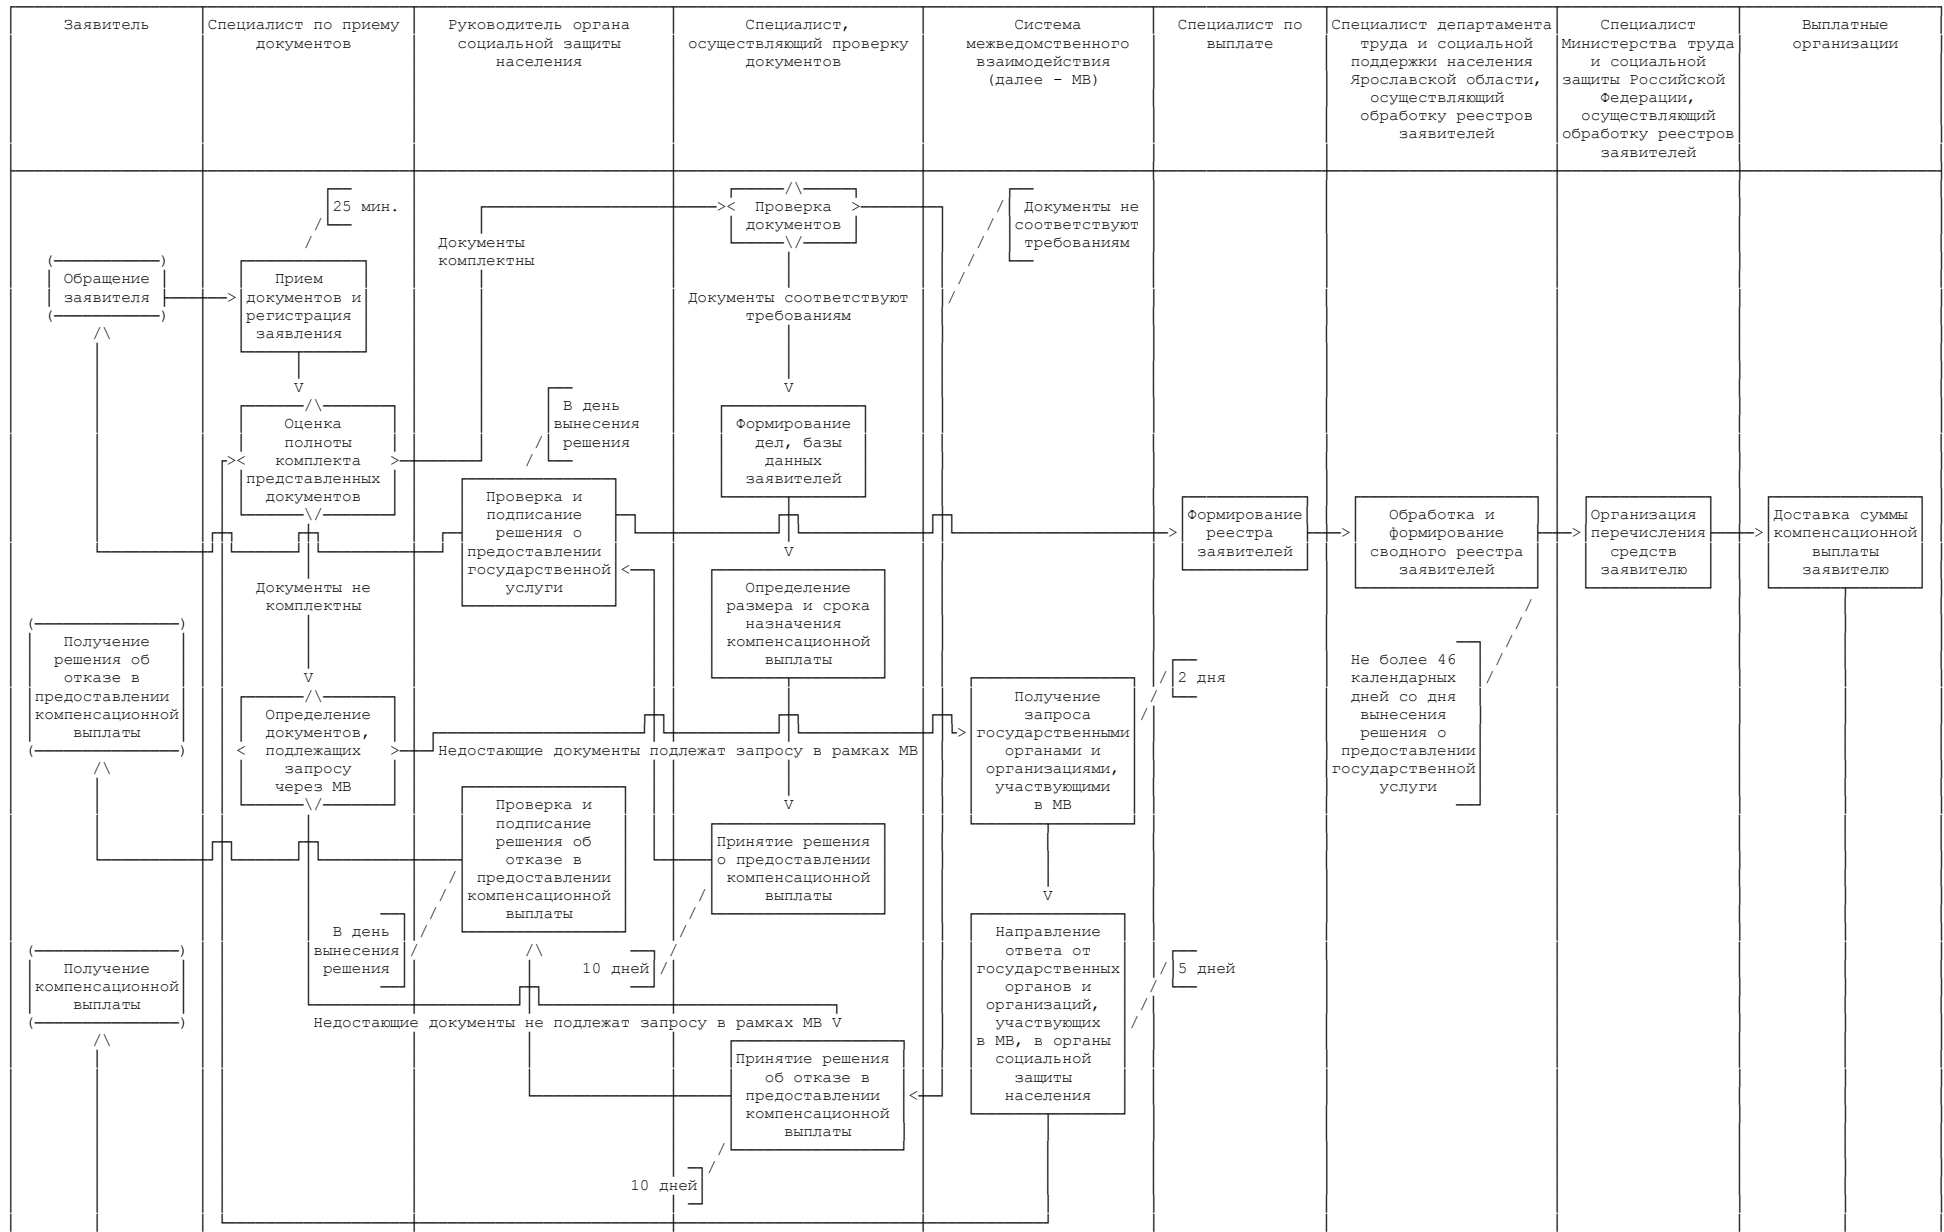 Заявитель
Специалист по приему
документов
Руководитель органа
социальной защиты
населения
Специалист,
осуществляющий проверку
документов
Система
межведомственного
взаимодействия
(далее - МВ)
Специалист по
выплате
Специалист департамента
труда и социальной
поддержки населения
Ярославской области,
осуществляющий
обработку реестров
заявителей
Специалист
Министерства труда
и социальной
защиты Российской
Федерации,
осуществляющий
обработку реестров
заявителей
Выплатные
организации
25 мин.
Проверка
документов
Документы не
соответствуют
требованиям
Документы
комплектны
Обращение
заявителя
Прием
документов и
регистрация
заявления
Документы соответствуют
требованиям
Оценка
полноты
комплекта
представленных
документов
В день
вынесения
решения
Формирование
дел, базы
данных
заявителей
Проверка и
подписание
решения о
предоставлении
государственной
услуги
Формирование
реестра
заявителей
Обработка и
формирование
сводного реестра
заявителей
Организация
перечисления
средств
заявителю
Доставка суммы
компенсационной
выплаты
заявителю
Документы не
комплектны
Определение
размера и срока
назначения
компенсационной
выплаты
Получение
решения об
отказе в
предоставлении
компенсационной
выплаты
Определение
документов,
подлежащих
запросу
через МВ
Недостающие документы подлежат запросу в рамках МВ
Получение
запроса
государственными
органами и
организациями,
участвующими
в МВ
2 дня
Не более 46
календарных
дней со дня
вынесения
решения о
предоставлении
государственной
услуги
Проверка и
подписание
решения об
отказе в
предоставлении
компенсационной
выплаты
Принятие решения
о предоставлении
компенсационной
выплаты
В день
вынесения
решения
10 дней
Направление
ответа от
государственных
органов и
организаций,
участвующих
в МВ, в органы
социальной
защиты
населения
5 дней
Получение
компенсационной
выплаты
Недостающие документы не подлежат запросу в рамках МВ
Принятие решения
об отказе в
предоставлении
компенсационной
выплаты
10 дней